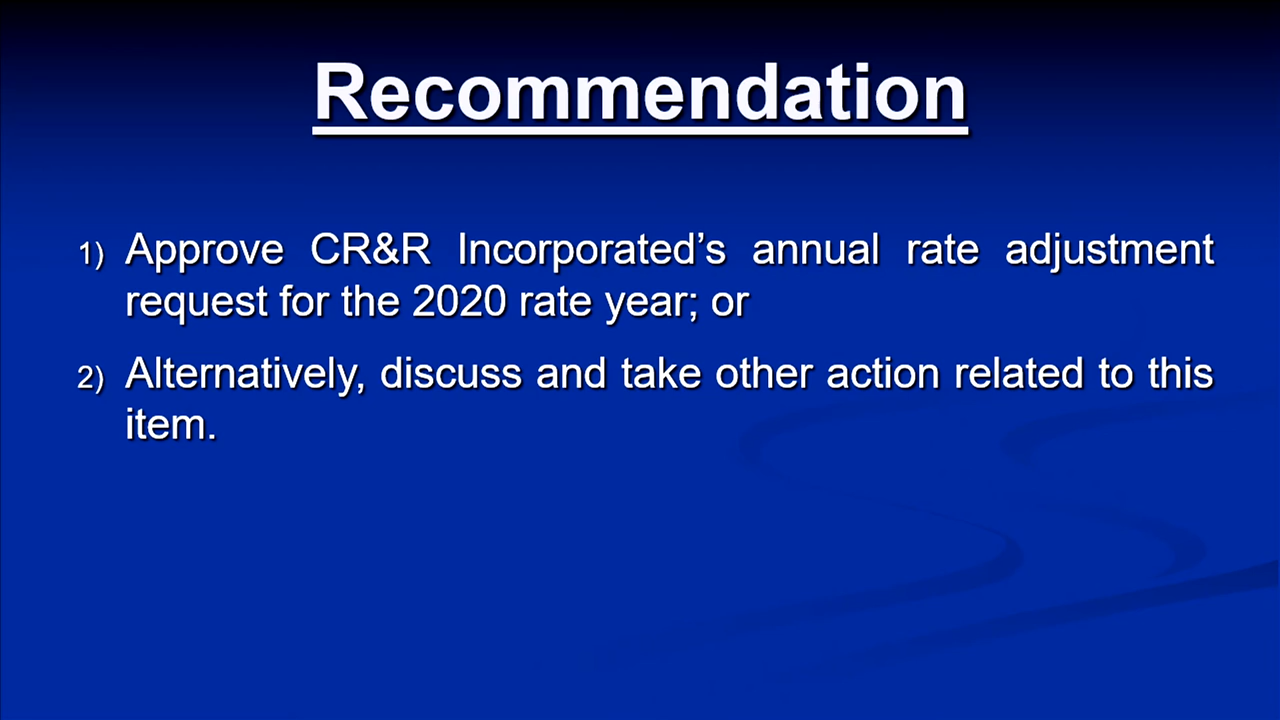 Recommendation
1) Approve CR&R Incorporated’s annual rate adjustment
request for the 2020 rate year; or
2) Alternatively, discuss and take other action related to this
item.